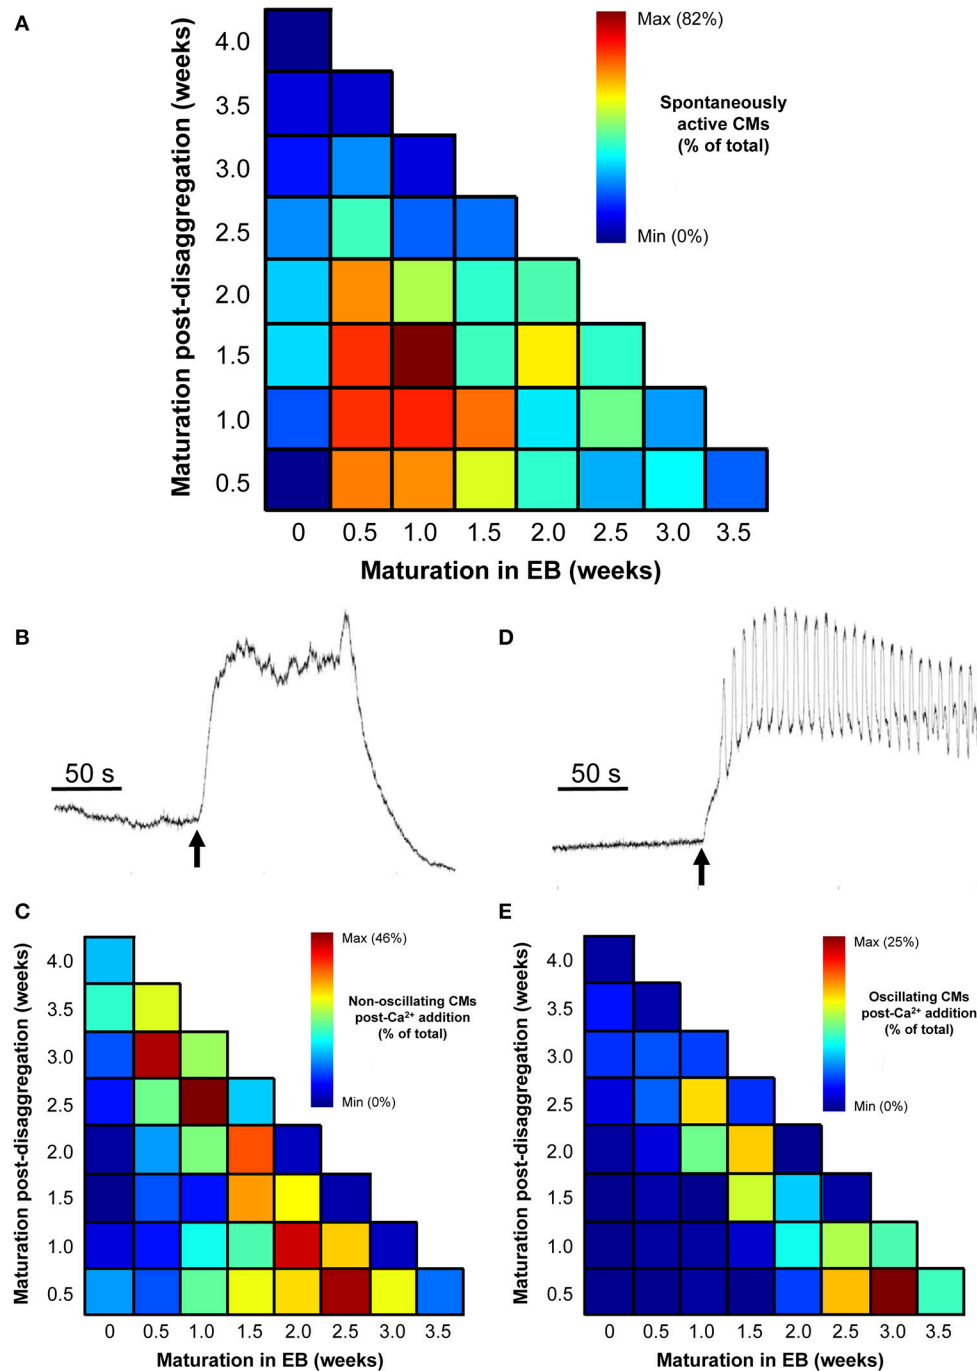 A
Maturation post-disaggregation (weeks)
4.0
3.5
3.0
2.5
2.0
1.5
1.0
0.5
0 0.5 1.0 1.5 2.0 2.5 3.0 3.5
Maturation in EB (weeks)
Max (82%)
Spontaneously
active CMs
(% of total)
Min (0%)
B
50 s
D
50 s
C
Maturation post-disaggregation (weeks)
4.0
3.5
3.0
2.5
2.0
1.5
1.0
0.5
0 0.5 1.0 1.5 2.0 2.5 3.0 3.5
Maturation in EB (weeks)
Max (46%)
Non-oscillating CMs
post-Ca²⁺ addition
(% of total)
Min (0%)
E
Maturation post-disaggregation (weeks)
4.0
3.5
3.0
2.5
2.0
1.5
1.0
0.5
0 0.5 1.0 1.5 2.0 2.5 3.0 3.5
Maturation in EB (weeks)
Max (25%)
Oscillating CMs
post-Ca²⁺ addition
(% of total)
Min (0%)